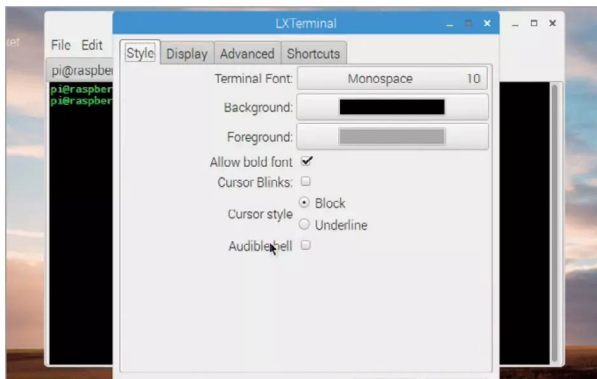 LXTerminal
File Edit
Style Display Advanced Shortcuts
pi@raspber
pi@raspber
pi@raspber
Terminal Font: Monospace 10
Background:
Foreground:
Allow bold font
Cursor Blinks:
Cursor style
Block
Underline
Audible bell